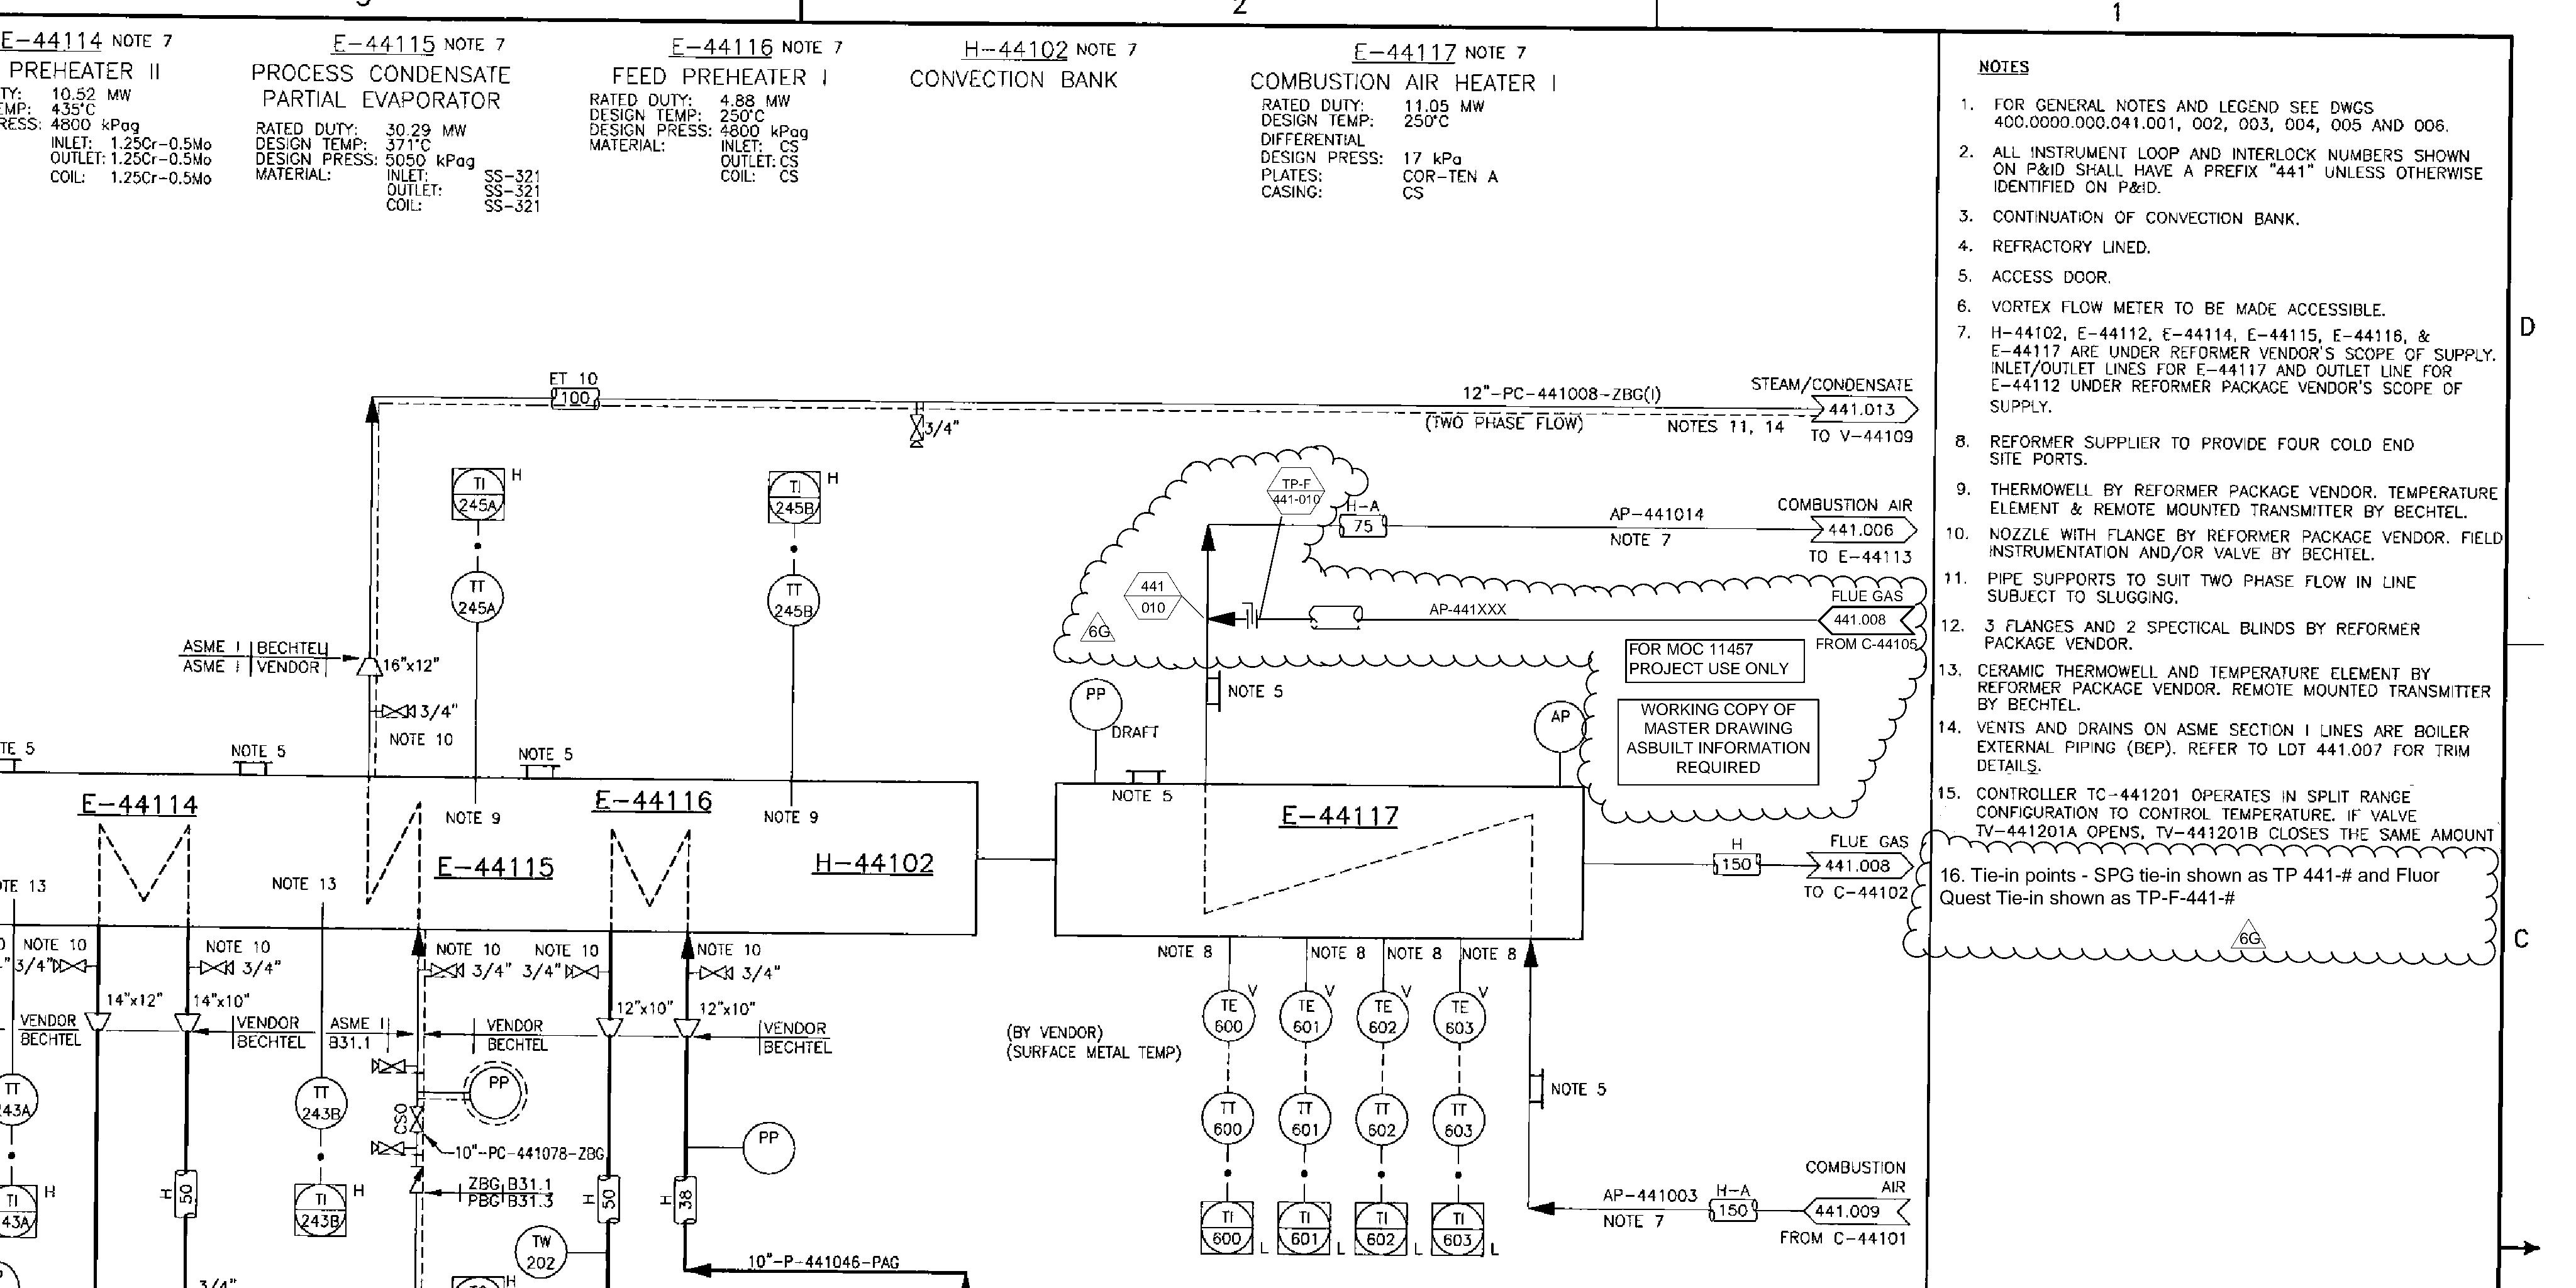 2
1
E-44114 NOTE 7
PREHEATER II
TY: 10.52 MW
EMP: 435°C
RESS: 4800 kPag
INLET: 1.25Cr-0.5Mo
OUTLET: 1.25Cr-0.5Mo
COIL: 1.25Cr-0.5Mo
E-44115 NOTE 7
PROCESS CONDENSATE
PARTIAL EVAPORATOR
RATED DUTY: 30.29 MW
DESIGN TEMP: 371°C
DESIGN PRESS: 5050 kPag
MATERIAL: INLET: SS-321
OUTLET: SS-321
COIL: SS-321
E-44116 NOTE 7
FEED PREHEATER I
RATED DUTY: 4.88 MW
DESIGN TEMP: 250°C
DESIGN PRESS: 4800 kPag
MATERIAL: INLET: CS
OUTLET: CS
COIL: CS
H-44102 NOTE 7
CONVECTION BANK
E-44117 NOTE 7
COMBUSTION AIR HEATER I
RATED DUTY: 11.05 MW
DESIGN TEMP: 250°C
DIFFERENTIAL
DESIGN PRESS: 17 kPa
PLATES: COR-TEN A
CASING: CS
NOTES
1. FOR GENERAL NOTES AND LEGEND SEE DWGS
400.0000.000.041.001, 002, 003, 004, 005 AND 006.
2. ALL INSTRUMENT LOOP AND INTERLOCK NUMBERS SHOWN
ON P&ID SHALL HAVE A PREFIX "441" UNLESS OTHERWISE
IDENTIFIED ON P&ID.
3. CONTINUATION OF CONVECTION BANK.
4. REFRACTORY LINED.
5. ACCESS DOOR.
6. VORTEX FLOW METER TO BE MADE ACCESSIBLE.
7. H-44102, E-44112, E-44114, E-44115, E-44116, &
E-44117 ARE UNDER REFORMER VENDOR'S SCOPE OF SUPPLY.
INLET/OUTLET LINES FOR E-44117 AND OUTLET LINE FOR
E-44112 UNDER REFORMER PACKAGE VENDOR'S SCOPE OF
SUPPLY.
8. REFORMER SUPPLIER TO PROVIDE FOUR COLD END
SITE PORTS.
9. THERMOWELL BY REFORMER PACKAGE VENDOR. TEMPERATURE
ELEMENT & REMOTE MOUNTED TRANSMITTER BY BECHTEL.
10. NOZZLE WITH FLANGE BY REFORMER PACKAGE VENDOR. FIELD
INSTRUMENTATION AND/OR VALVE BY BECHTEL.
11. PIPE SUPPORTS TO SUIT TWO PHASE FLOW IN LINE
SUBJECT TO SLUGGING.
12. 3 FLANGES AND 2 SPECTICAL BLINDS BY REFORMER
PACKAGE VENDOR.
13. CERAMIC THERMOWELL AND TEMPERATURE ELEMENT BY
REFORMER PACKAGE VENDOR. REMOTE MOUNTED TRANSMITTER
BY BECHTEL.
14. VENTS AND DRAINS ON ASME SECTION I LINES ARE BOILER
EXTERNAL PIPING (BEP). REFER TO LDT 441.007 FOR TRIM
DETAILS.
15. CONTROLLER TC-441201 OPERATES IN SPLIT RANGE
CONFIGURATION TO CONTROL TEMPERATURE. IF VALVE
TV-441201A OPENS, TV-441201B CLOSES THE SAME AMOUNT
16. Tie-in points - SPG tie-in shown as TP 441-# and Fluor
Quest Tie-in shown as TP-F-441-#
6G
D
C
ET 10
100
3/4"
12"-PC-441008-ZBG(I)
(TWO PHASE FLOW)
NOTES 11, 14
STEAM/CONDENSATE
441.013
TO V-44109
TI
245A
H
TT
245A
TI
245B
H
TT
245B
TP-F
441-010
H-A
75
AP-441014
NOTE 7
COMBUSTION AIR
441.006
TO E-44113
441
010
6G
AP-441XXX
FLUE GAS
441.008
FROM C-44105
FOR MOC 11457
PROJECT USE ONLY
WORKING COPY OF
MASTER DRAWING
ASBUILT INFORMATION
REQUIRED
ASME I BECHTEL
ASME I VENDOR
16"x12"
3/4"
NOTE 10
TE 5
NOTE 5
NOTE 5
PP
DRAFT
NOTE 5
NOTE 5
AP
E-44114
E-44115
NOTE 9
E-44116
NOTE 9
H-44102
E-44117
H
150
FLUE GAS
441.008
TO C-44102
TE 13
NOTE 13
NOTE 10
3/4"
NOTE 10
3/4"
NOTE 10
3/4"
NOTE 10
3/4"
NOTE 10
3/4"
14"x12"
14"x10"
12"x10"
12"x10"
VENDOR
BECHTEL
VENDOR
BECHTEL
ASME I
B31.1
VENDOR
BECHTEL
VENDOR
BECHTEL
TT
243A
TT
243B
PP
CSO
10"-PC-441078-ZBG
ZBG B31.1
PBG B31.3
PP
H
50
H
50
H
38
TI
43A
H
TI
243B
H
TW
202
H
10"-P-441046-PAG
3/4"
NOTE 8
NOTE 8
NOTE 8
NOTE 8
(BY VENDOR)
(SURFACE METAL TEMP)
TE
600
V
TE
601
V
TE
602
V
TE
603
V
TT
600
TT
601
TT
602
TT
603
TI
600
L
TI
601
L
TI
602
L
TI
603
L
NOTE 5
AP-441003
NOTE 7
H-A
150
COMBUSTION
AIR
441.009
FROM C-44101